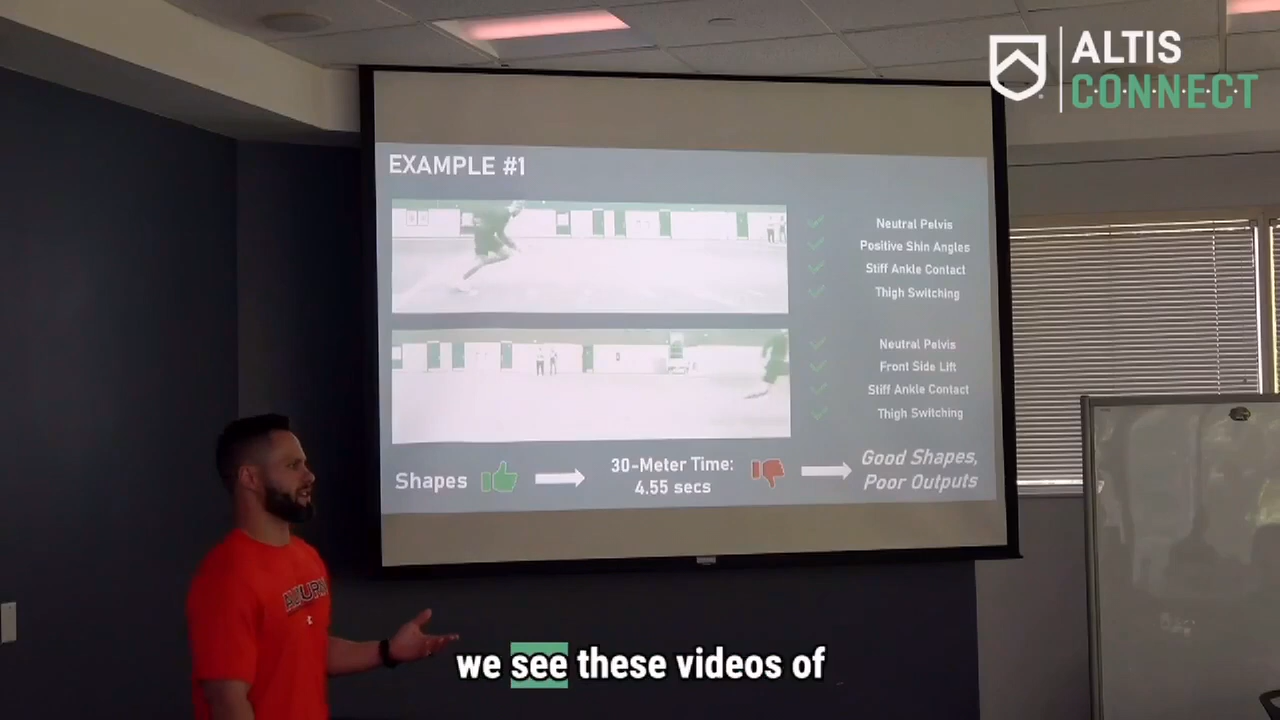 ALTIS
CONNECT
EXAMPLE #1
Neutral Pelvis
Positive Shin Angles
Stiff Ankle Contact
Thigh Switching
Neutral Pelvis
Front Side Lift
Stiff Ankle Contact
Thigh Switching
Shapes
30-Meter Time:
4.55 secs
Good Shapes,
Poor Outputs
AUBURN
we see these videos of